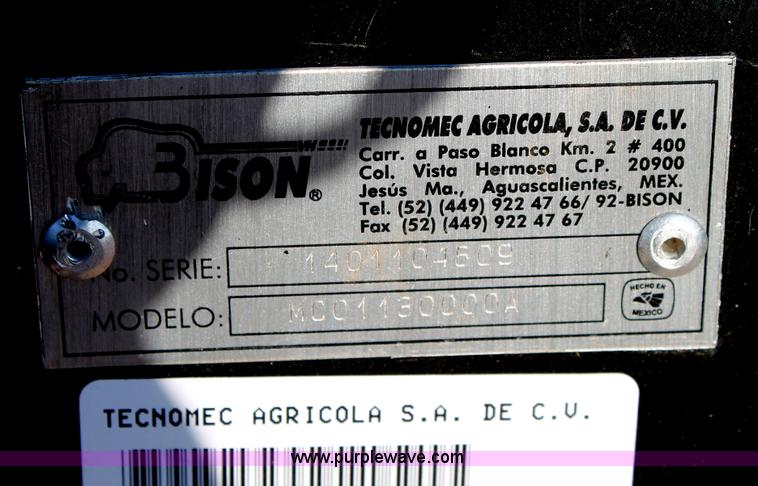 BISON®
TECNOMEC AGRICOLA, S.A. DE C.V.
Carr. a Paso Blanco Km. 2 # 400
Col. Vista Hermosa C.P. 20900
Jesús Ma., Aguascalientes, MEX.
Tel. (52) (449) 922 47 66/ 92-BISON
Fax (52) (449) 922 47 67
No. SERIE: 1401104509
MODELO: MCO1130000A
HECHO EN
MEXICO
TECNOMEC AGRICOLA S.A. DE C.V.
www.purplewave.com